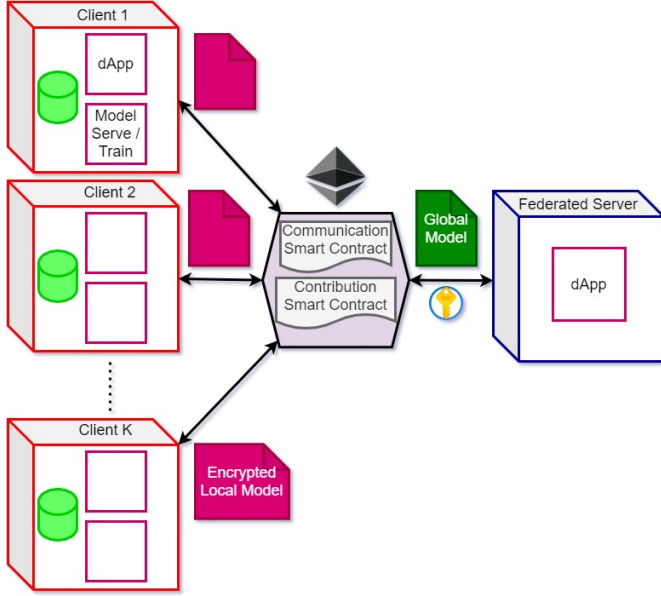 Client 1
dApp
Model
Serve /
Train
Client 2
Communication
Smart Contract
Contribution
Smart Contract
Global
Model
Federated Server
dApp
Client K
Encrypted
Local Model